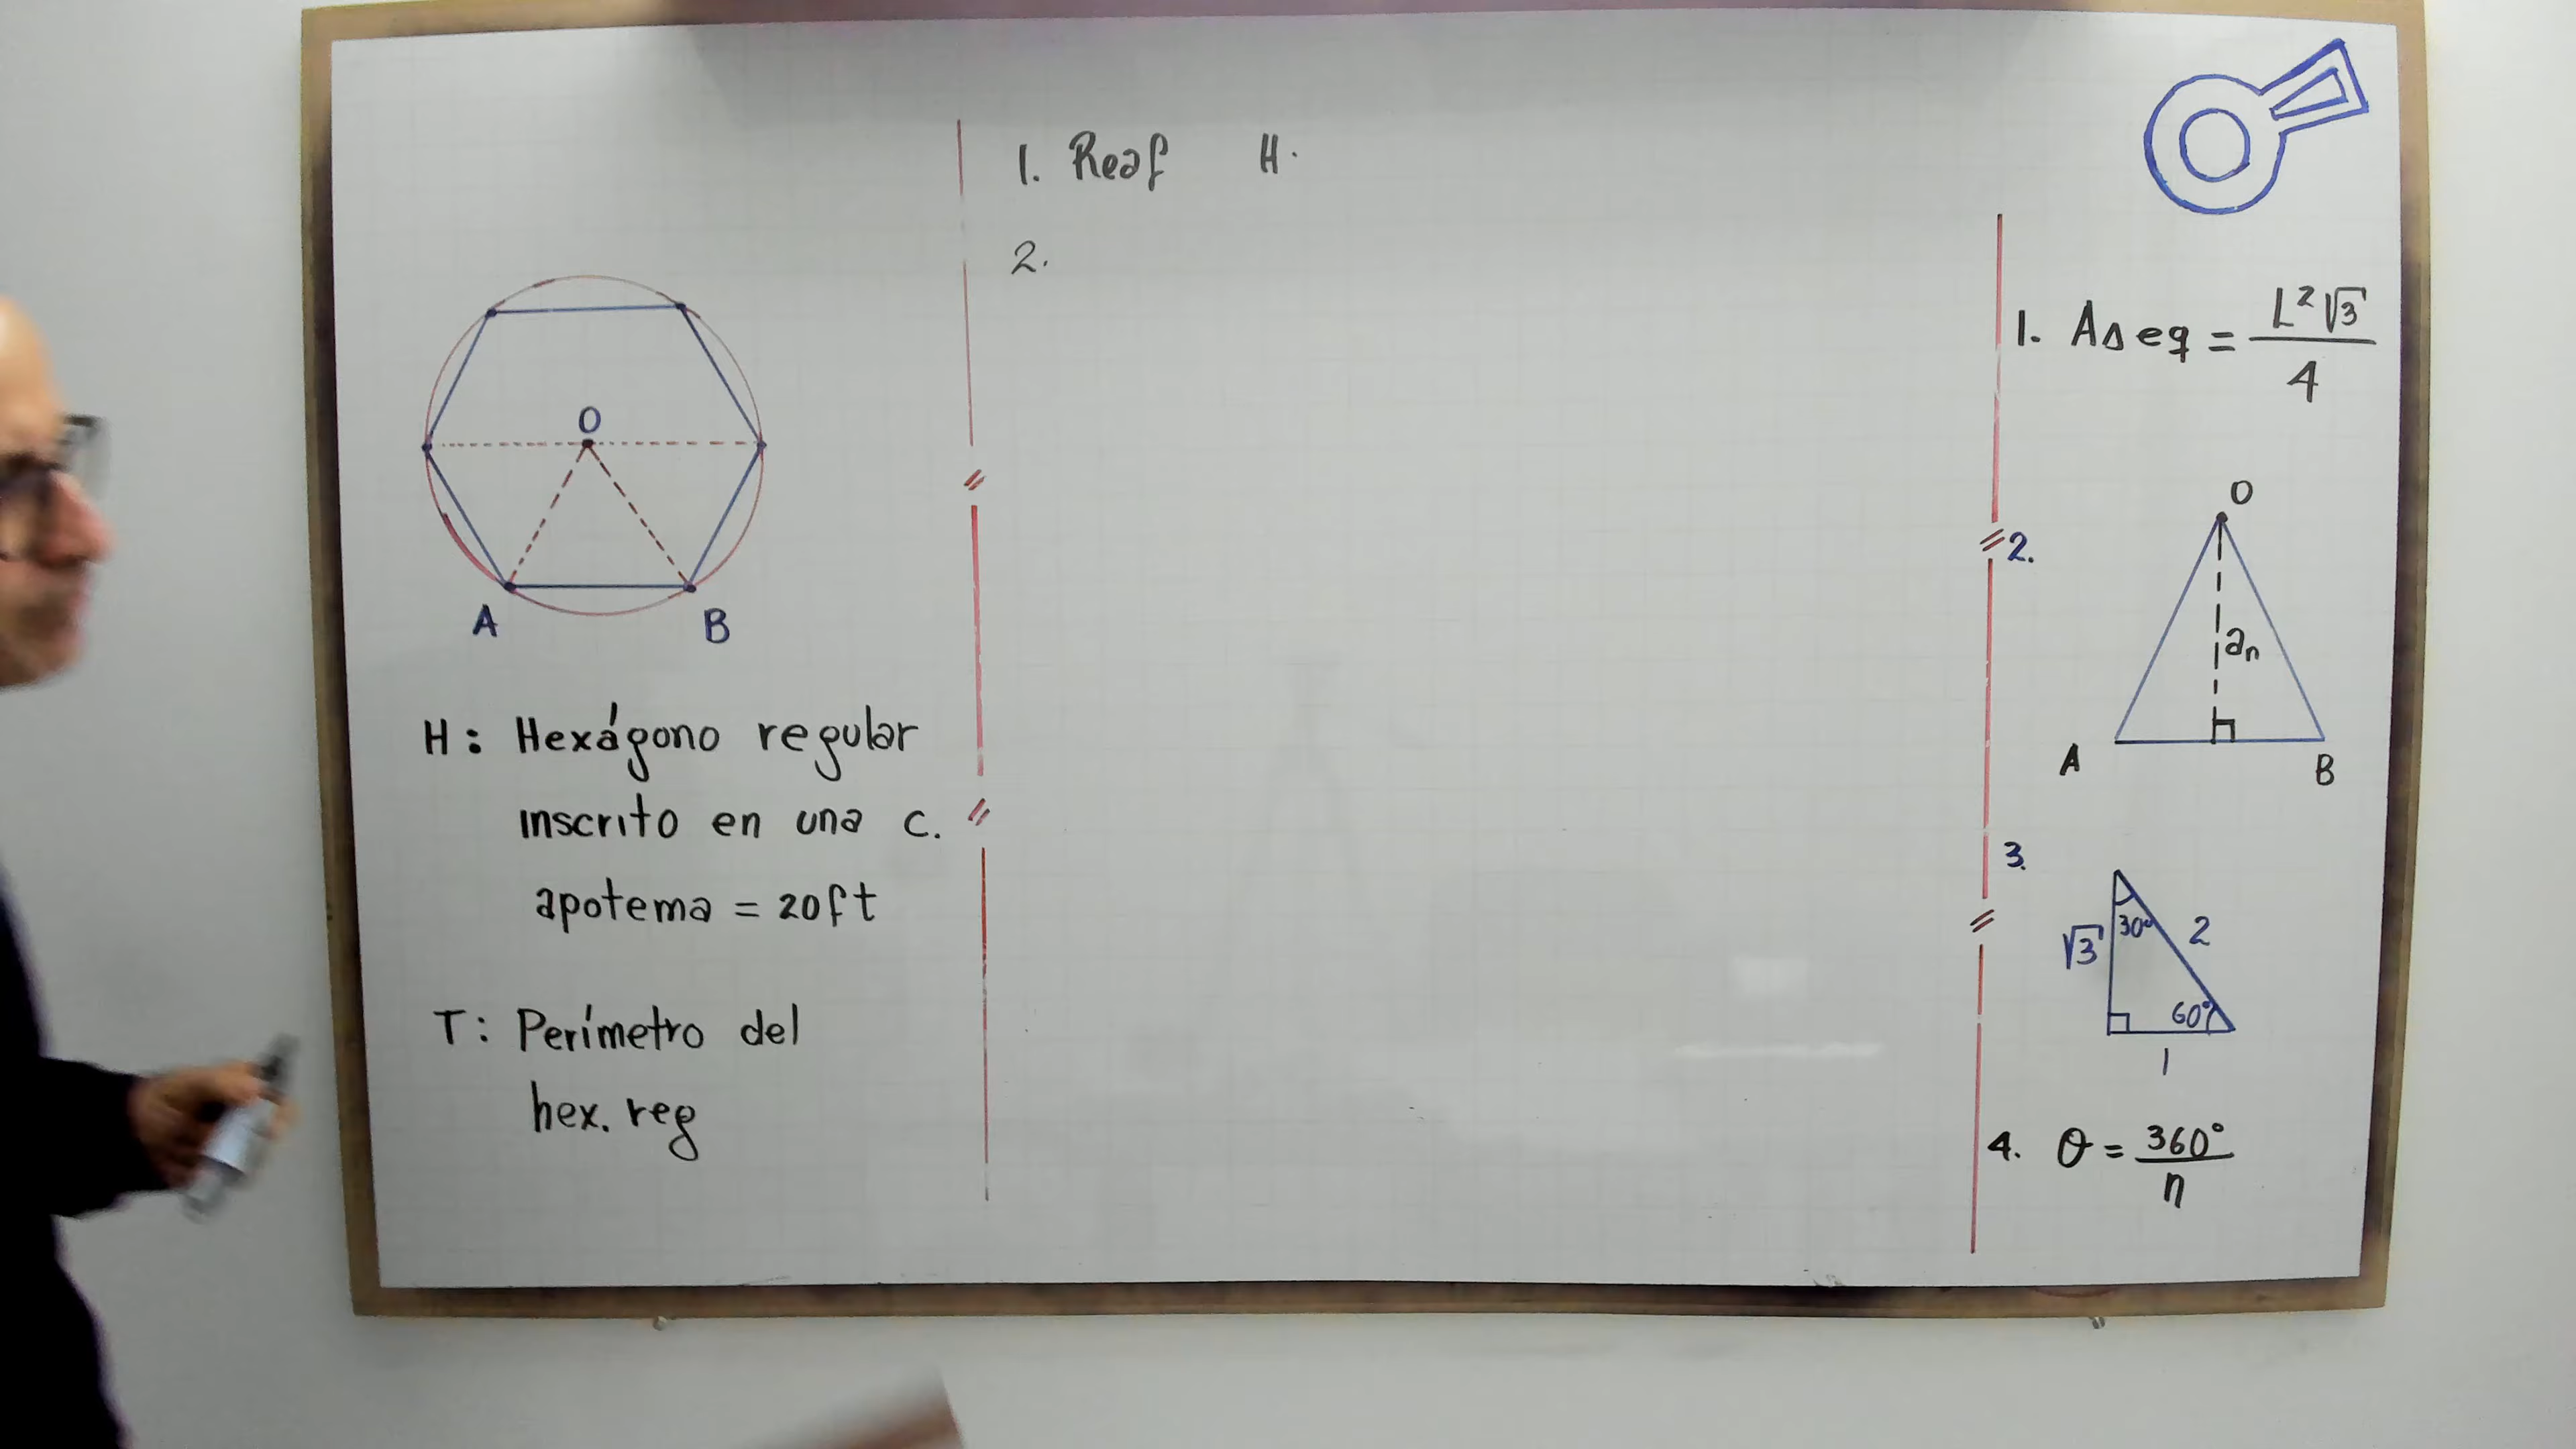 O
A B
H: Hexágono regular
inscrito en una c.
apotema = 20ft
T: Perímetro del
hex. reg
1. Reaf H.
2.
1. A△eq = L²√3 / 4
2.
O
an
A B
3.
30°
√3 2
60°
1
4. θ = 360° / n